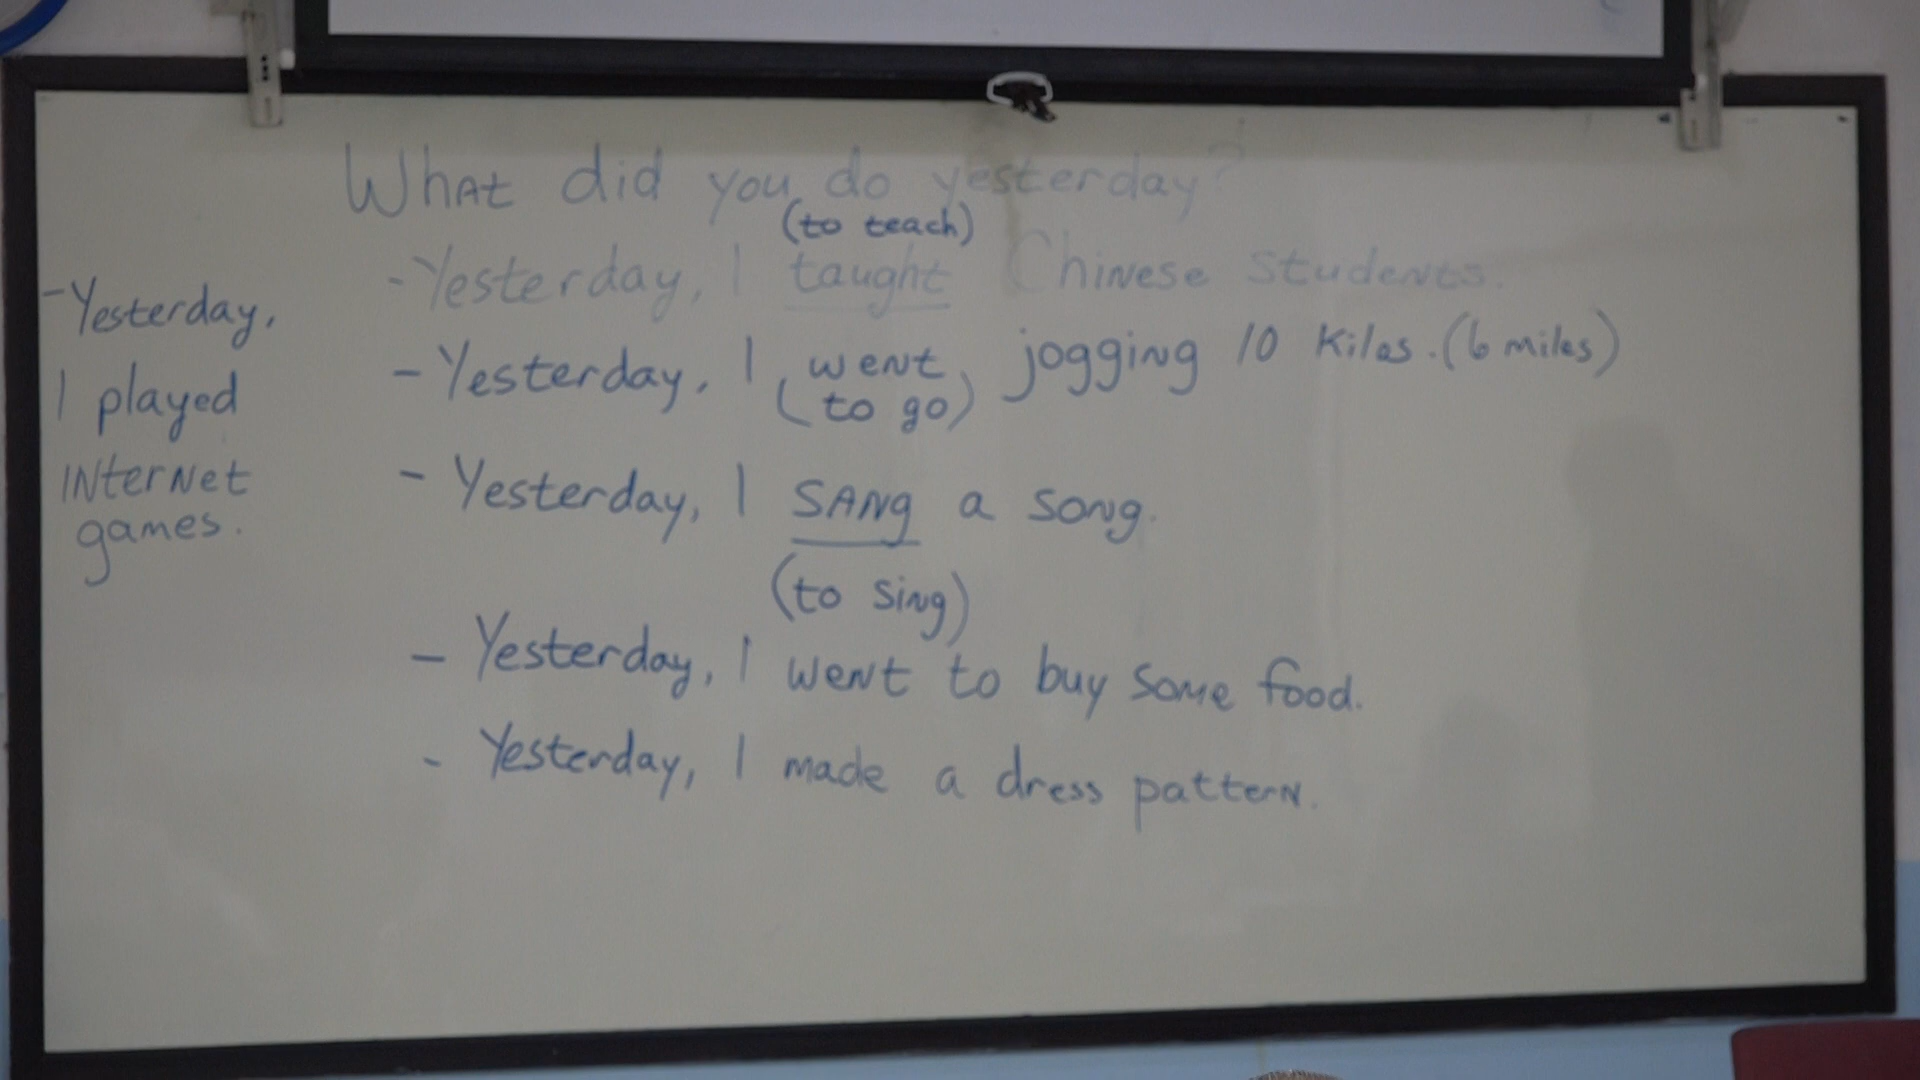 What did you do yesterday?
(to teach)
- Yesterday, I taught Chinese Students.
- Yesterday, I went jogging 10 Kilos. (6 miles)
(to go)
- Yesterday, I SANG a song.
(to sing)
- Yesterday, I went to buy some food.
- Yesterday, I made a dress pattern.
- Yesterday,
I played
INterNet
games.